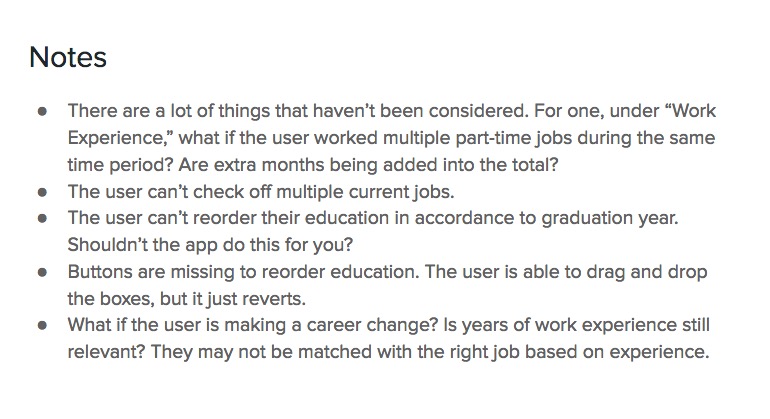 Notes
● There are a lot of things that haven’t been considered. For one, under “Work
Experience,” what if the user worked multiple part-time jobs during the same
time period? Are extra months being added into the total?
● The user can’t check off multiple current jobs.
● The user can’t reorder their education in accordance to graduation year.
Shouldn’t the app do this for you?
● Buttons are missing to reorder education. The user is able to drag and drop
the boxes, but it just reverts.
● What if the user is making a career change? Is years of work experience still
relevant? They may not be matched with the right job based on experience.